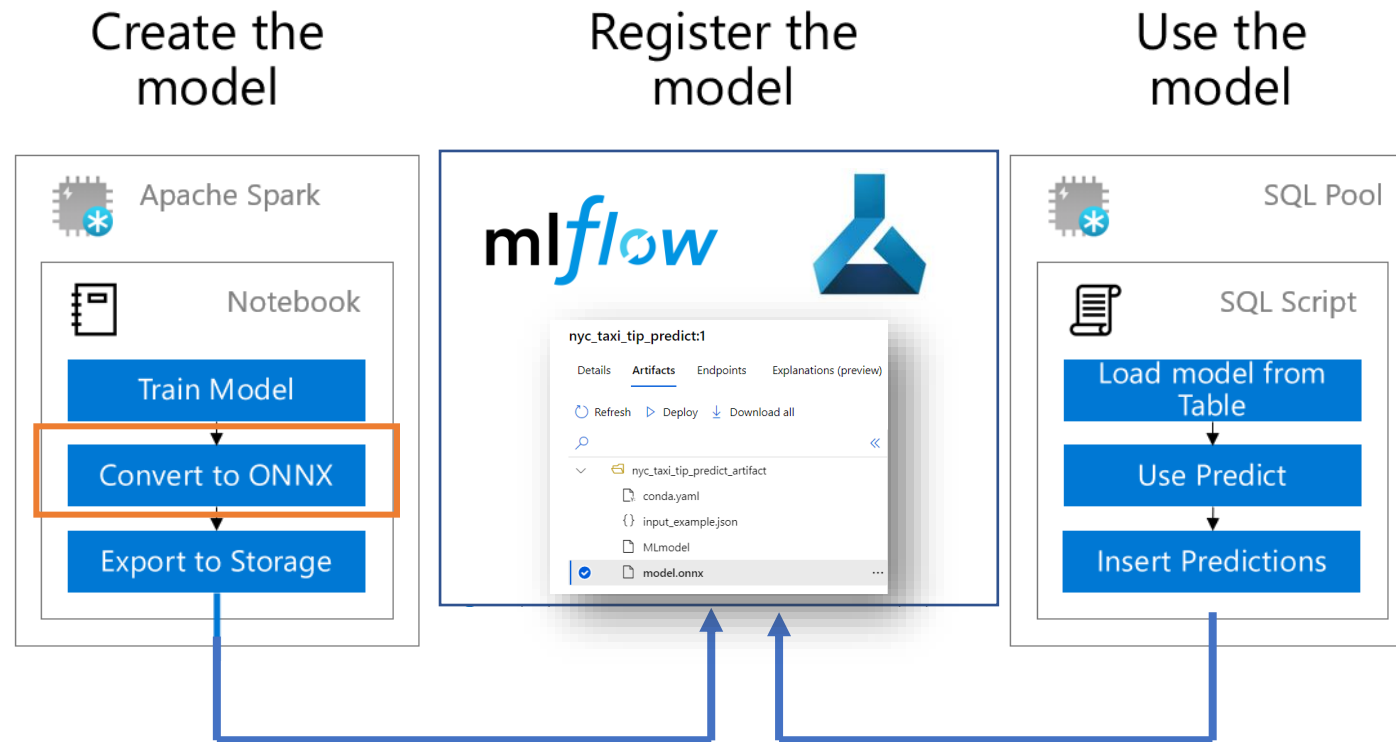 Create the
model
Register the
model
Use the
model
Apache Spark
Notebook
Train Model
Convert to ONNX
Export to Storage
mlflow
nyc_taxi_tip_predict:1
Details Artifacts Endpoints Explanations (preview)
Refresh Deploy Download all
nyc_taxi_tip_predict_artifact
conda.yaml
{} input_example.json
MLmodel
model.onnx ...
SQL Pool
SQL Script
Load model from
Table
Use Predict
Insert Predictions